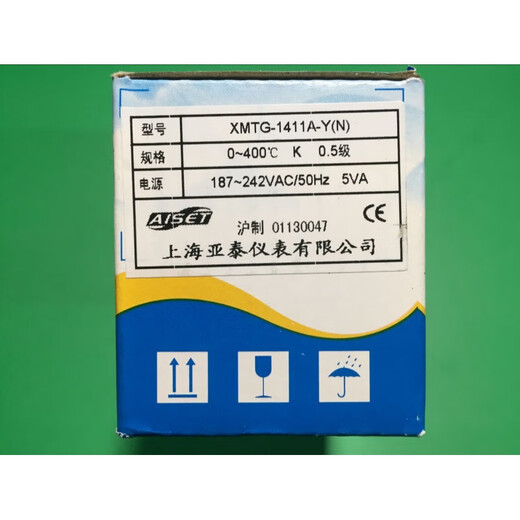 型号 XMTG-1411A-Y(N)
规格 0~400℃ K 0.5级
电源 187~242VAC/50Hz 5VA
AISET 沪制 01130047 CE
上海亚泰仪表有限公司